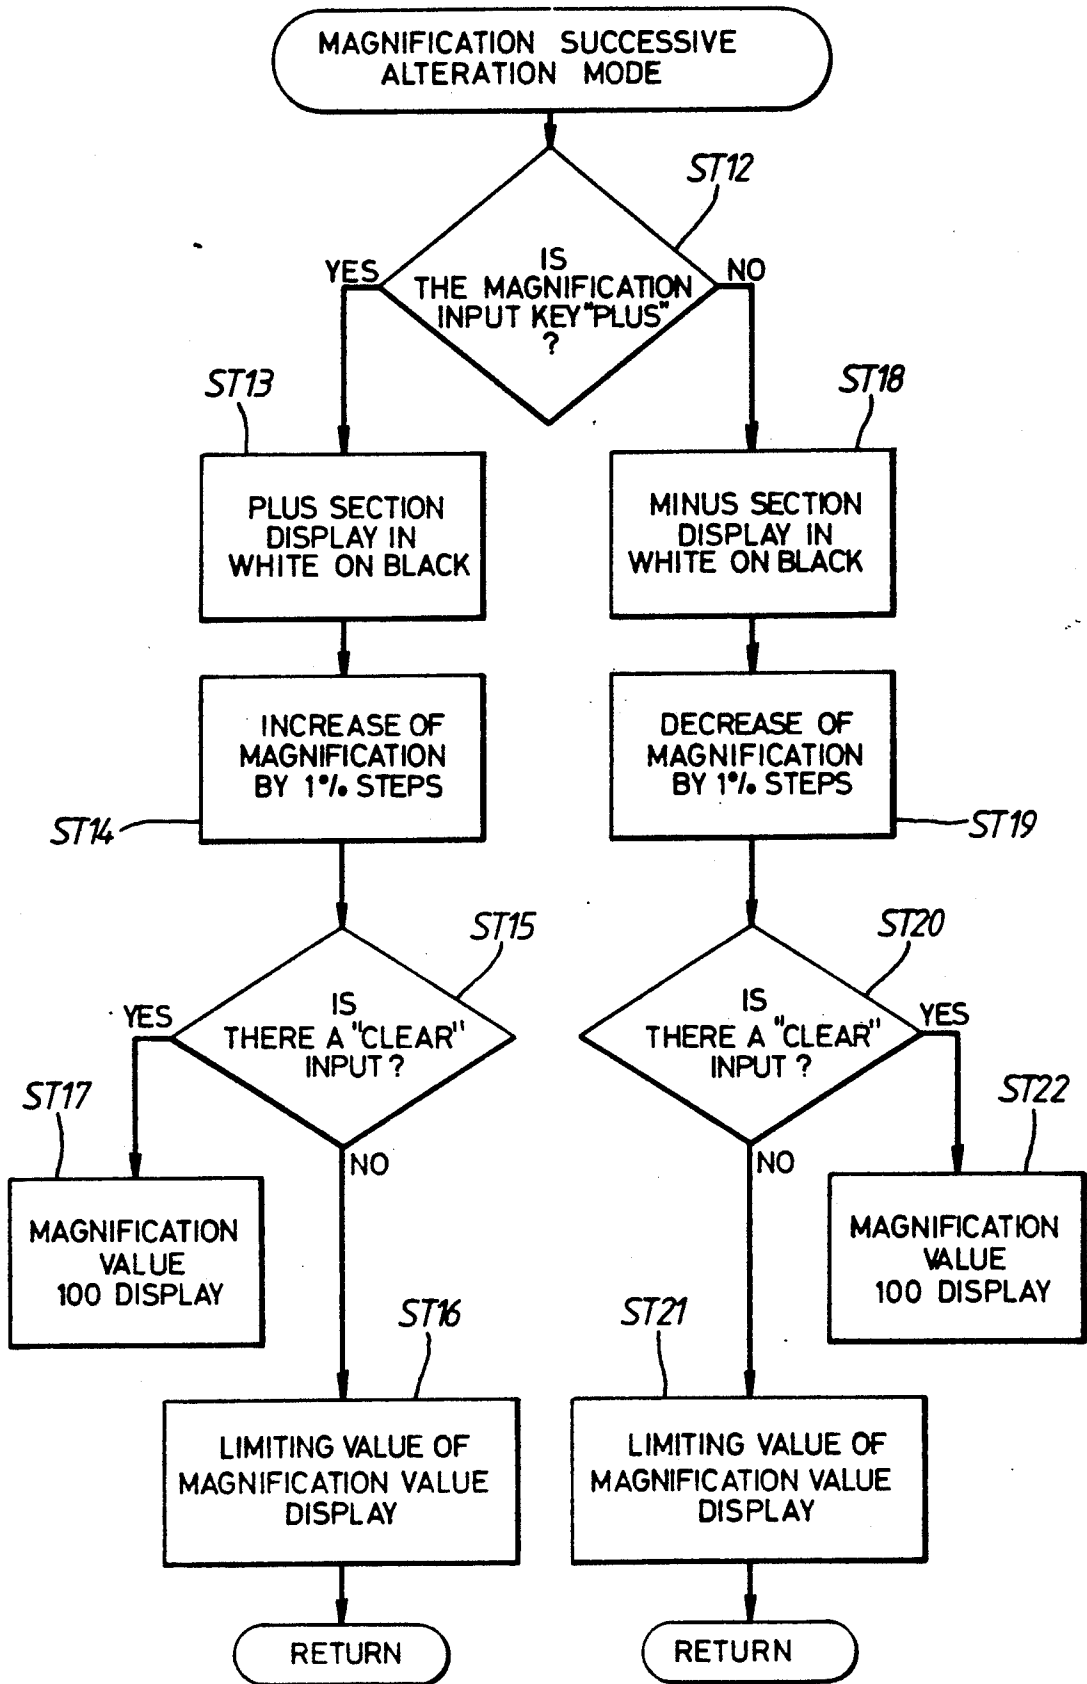 MAGNIFICATION SUCCESSIVE
ALTERATION MODE
ST12
IS
THE MAGNIFICATION
INPUT KEY "PLUS"
?
YES
NO
ST13
PLUS SECTION
DISPLAY IN
WHITE ON BLACK
ST18
MINUS SECTION
DISPLAY IN
WHITE ON BLACK
INCREASE OF
MAGNIFICATION
BY 1% STEPS
ST14
DECREASE OF
MAGNIFICATION
BY 1% STEPS
ST19
ST15
IS
THERE A "CLEAR"
INPUT ?
YES
NO
ST20
IS
THERE A "CLEAR"
INPUT ?
YES
NO
ST17
MAGNIFICATION
VALUE
100 DISPLAY
ST22
MAGNIFICATION
VALUE
100 DISPLAY
ST16
LIMITING VALUE OF
MAGNIFICATION VALUE
DISPLAY
ST21
LIMITING VALUE OF
MAGNIFICATION VALUE
DISPLAY
RETURN
RETURN